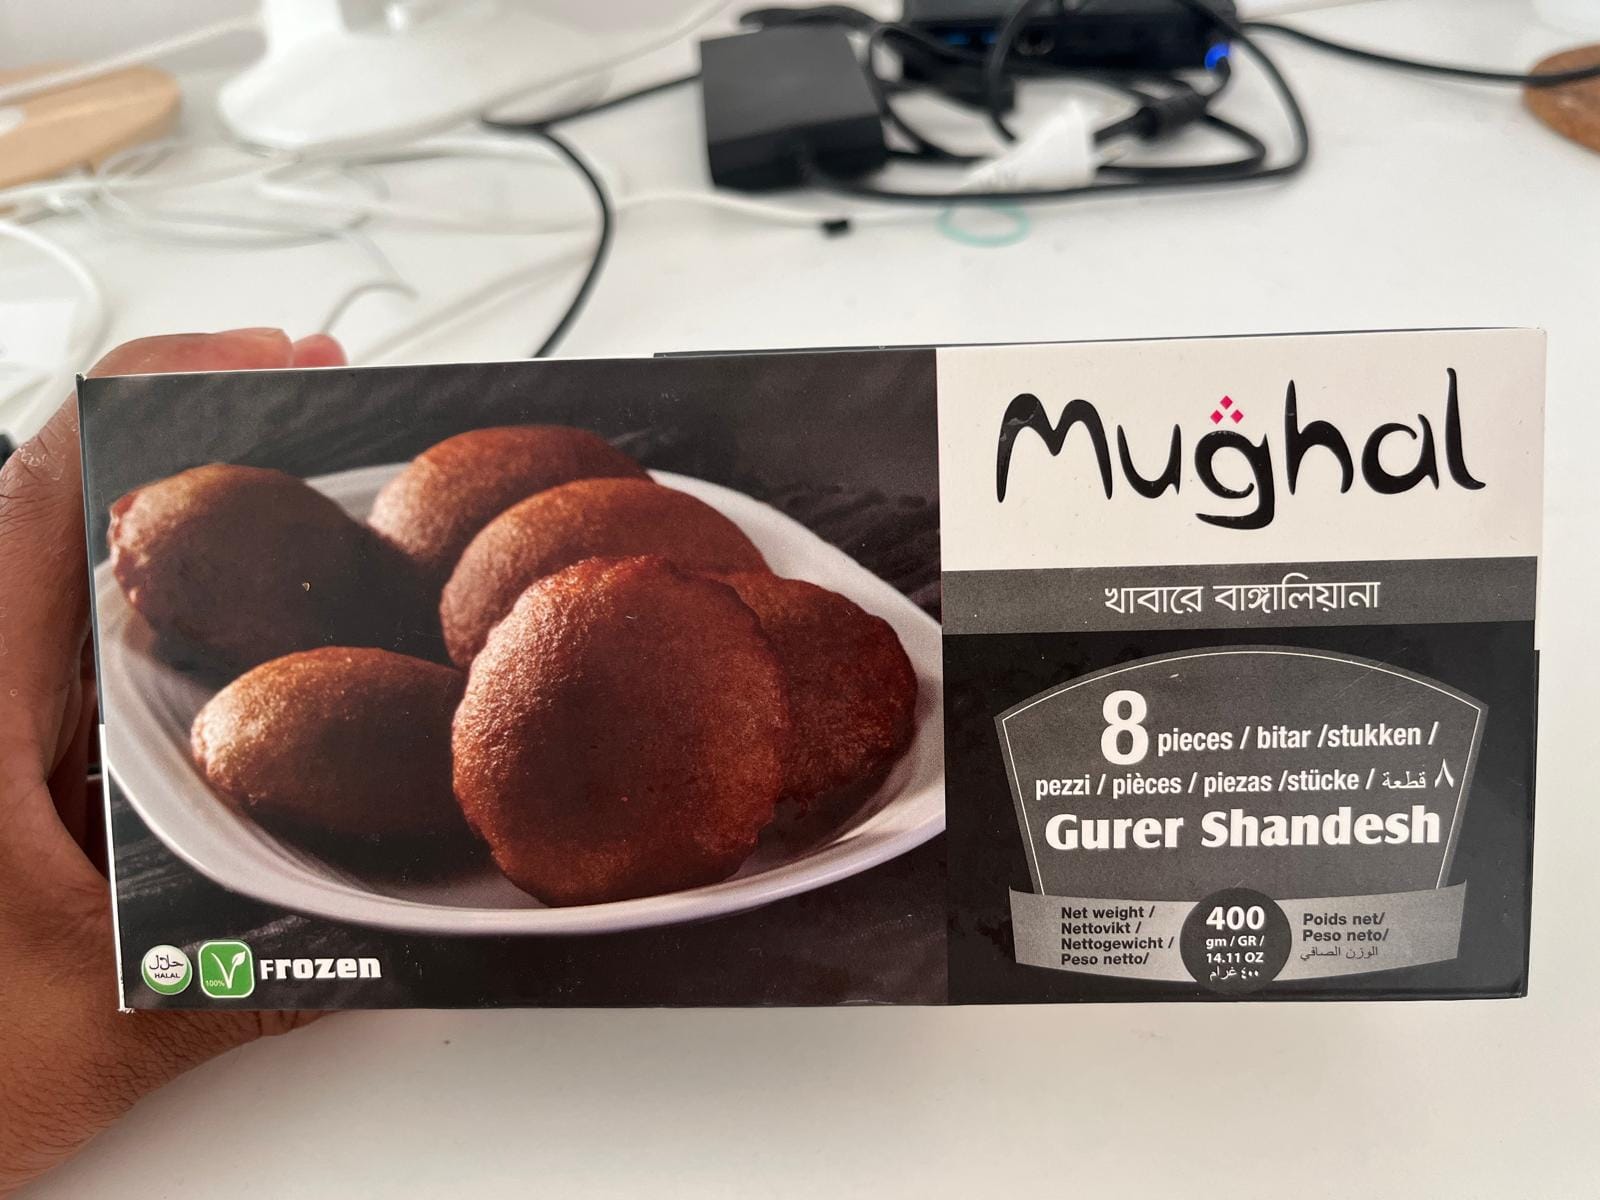 Mughal
খাবারে বাঙ্গালিয়ানা
8 pieces / bitar /stukken /
pezzi / pièces / piezas /stücke / ٨ قطعة
Gurer Shandesh
Net weight /
Nettovikt /
Nettogewicht /
Peso netto/
400
gm / GR /
14.11 OZ
٤٠٠ غرام
Poids net/
Peso neto/
الوزن الصافي
حلال
HALAL
100%
V
Frozen